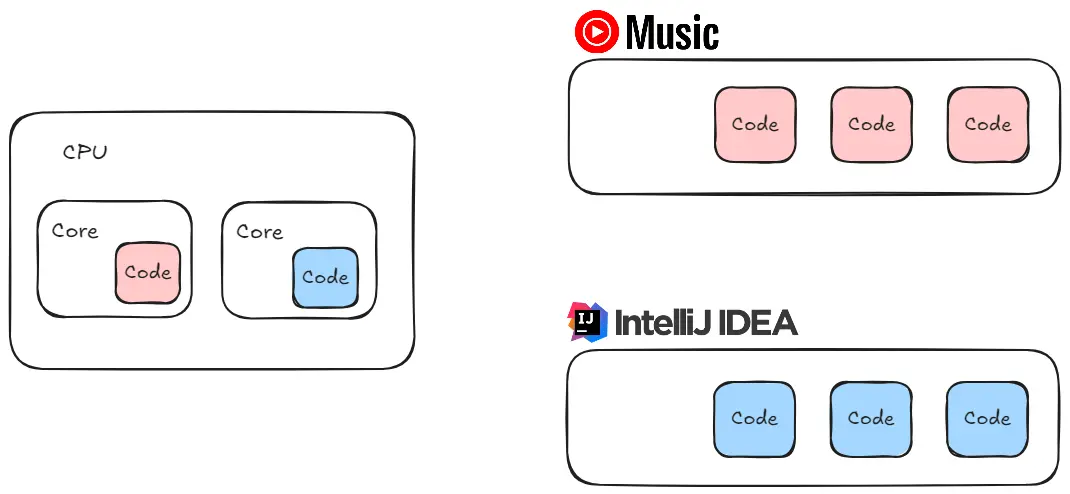 CPU
Core
Code
Core
Code
Music
Code Code Code
IJ IntelliJ IDEA
Code Code Code